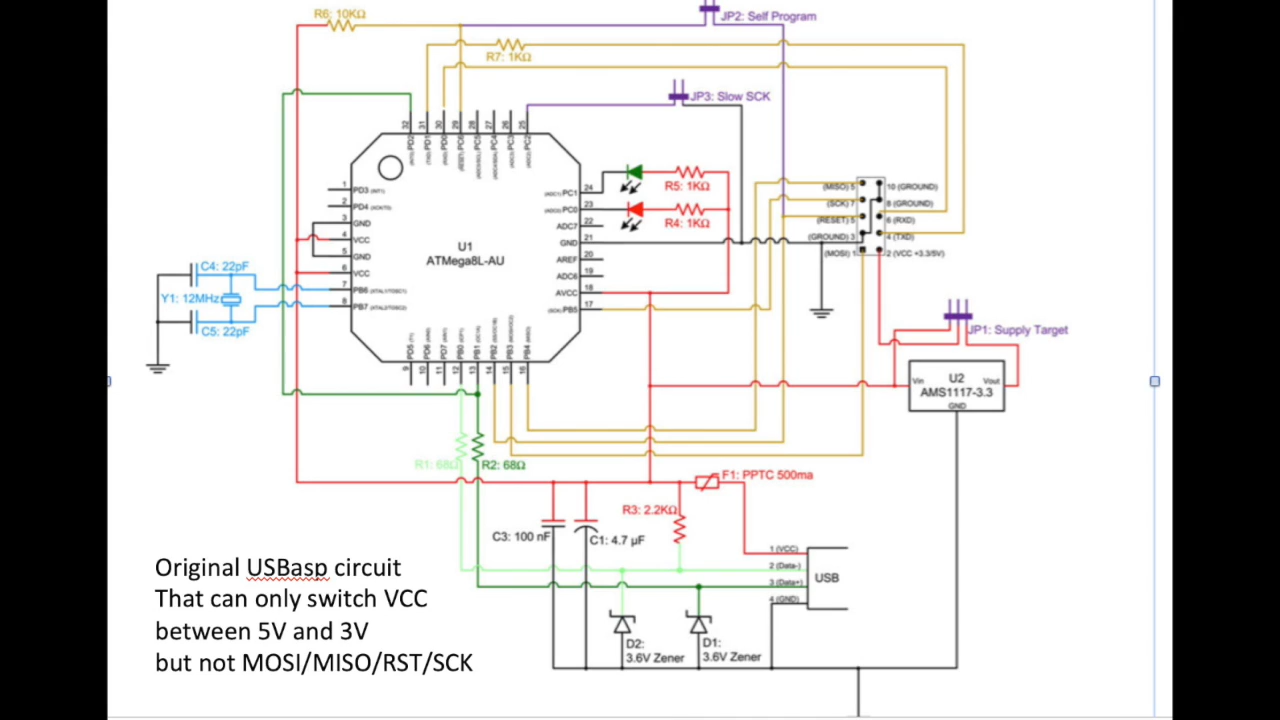 R6: 10KΩ
JP2: Self Program
R7: 1KΩ
JP3: Slow SCK
32 31 30 29 28 27 26 25
PD2 PD1 PD0 PC6 PC5 PC4 PC3 PC2
1 PD3 (INT1)
2 PD4
3 GND
4 VCC
5 GND
6 VCC
7 PB6 (XTAL1/TOSC1)
8 PB7 (XTAL2/TOSC2)
U1
ATMega8L-AU
(ADC1) PC1 24
(ADC0) PC0 23
ADC7 22
GND 21
AREF 20
ADC6 19
AVCC 18
(SCK) PB5 17
PD5 PD6 PD7 PB0 PB1 PB2 PB3 PB4
9 10 11 12 13 14 15 16
R5: 1KΩ
R4: 1KΩ
(MISO) 5
10 (GROUND)
(SCK) 7
8 (GROUND)
(RESET) 5
6 (RXD)
(GROUND) 3
4 (TXD)
(MOSI) 1
2 (VCC +3.3/5V)
C4: 22pF
Y1: 12MHz
C5: 22pF
JP1: Supply Target
Vin
U2
Vout
AMS1117-3.3
GND
R1: 68Ω
R2: 68Ω
F1: PPTC 500ma
R3: 2.2KΩ
C3: 100 nF
C1: 4.7 µF
1 (VCC)
2 (Data-)
3 (Data+)
4 (GND)
USB
D2:
3.6V Zener
D1:
3.6V Zener
Original USBasp circuit
That can only switch VCC
between 5V and 3V
but not MOSI/MISO/RST/SCK